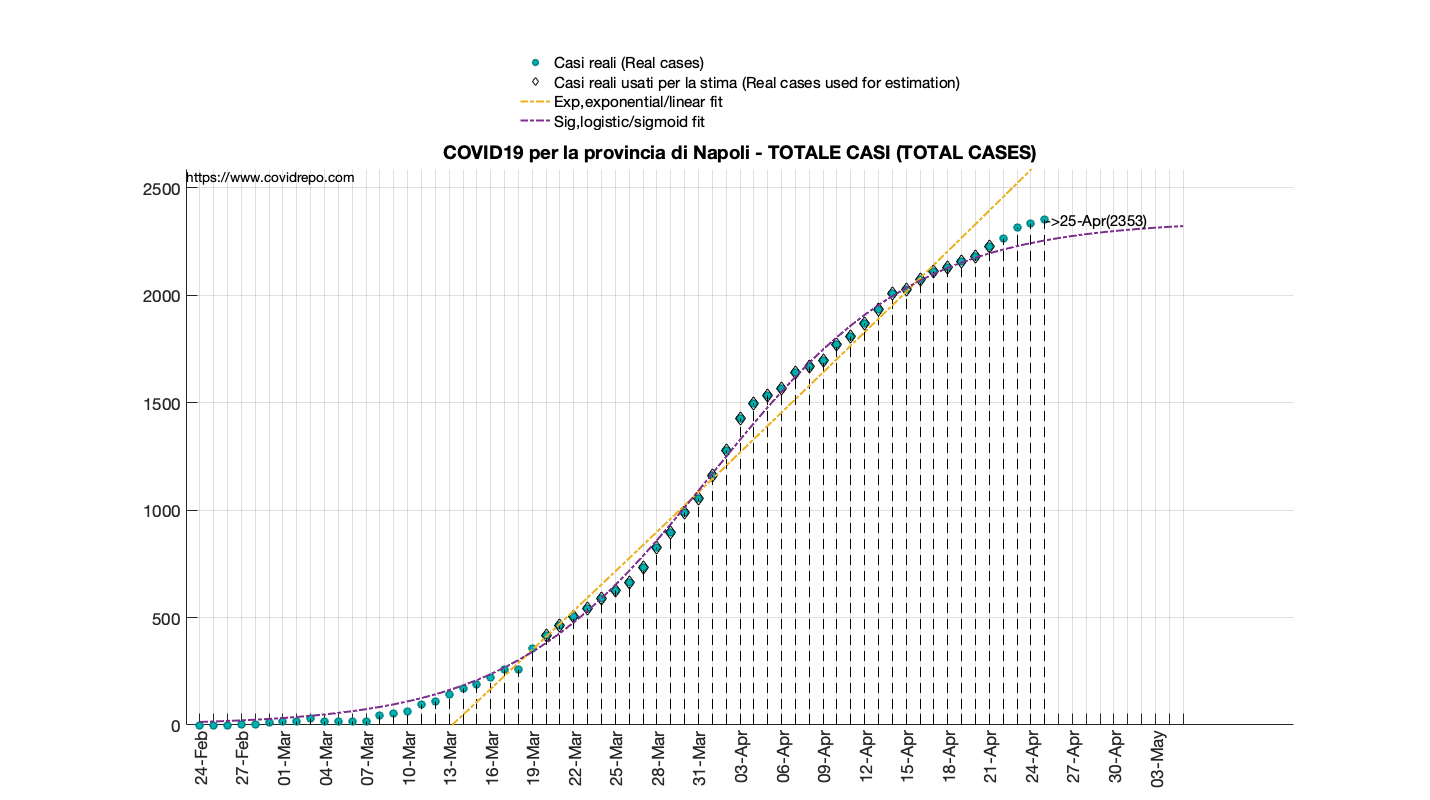 Casi reali (Real cases)
Casi reali usati per la stima (Real cases used for estimation)
Exp,exponential/linear fit
Sig,logistic/sigmoid fit
COVID19 per la provincia di Napoli - TOTALE CASI (TOTAL CASES)
https://www.covidrepo.com
2500
>25-Apr(2353)
2000
1500
1000
500
0
24-Feb
27-Feb
01-Mar
04-Mar
07-Mar
10-Mar
13-Mar
16-Mar
19-Mar
22-Mar
25-Mar
28-Mar
31-Mar
03-Apr
06-Apr
09-Apr
12-Apr
15-Apr
18-Apr
21-Apr
24-Apr
27-Apr
30-Apr
03-May